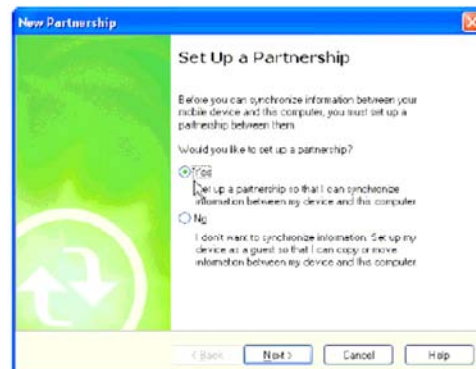 New Partnership
Set Up a Partnership
Before you can synchronize information between your
mobile device and this computer, you must set up a
partnership between them.
Would you like to set up a partnership?
Yes
Set up a partnership so that I can synchronize
information between my device and this computer.
No
I don't want to synchronize information. Set up my
device as a guest so that I can copy or move
information between my device and this computer.
< Back Next > Cancel Help